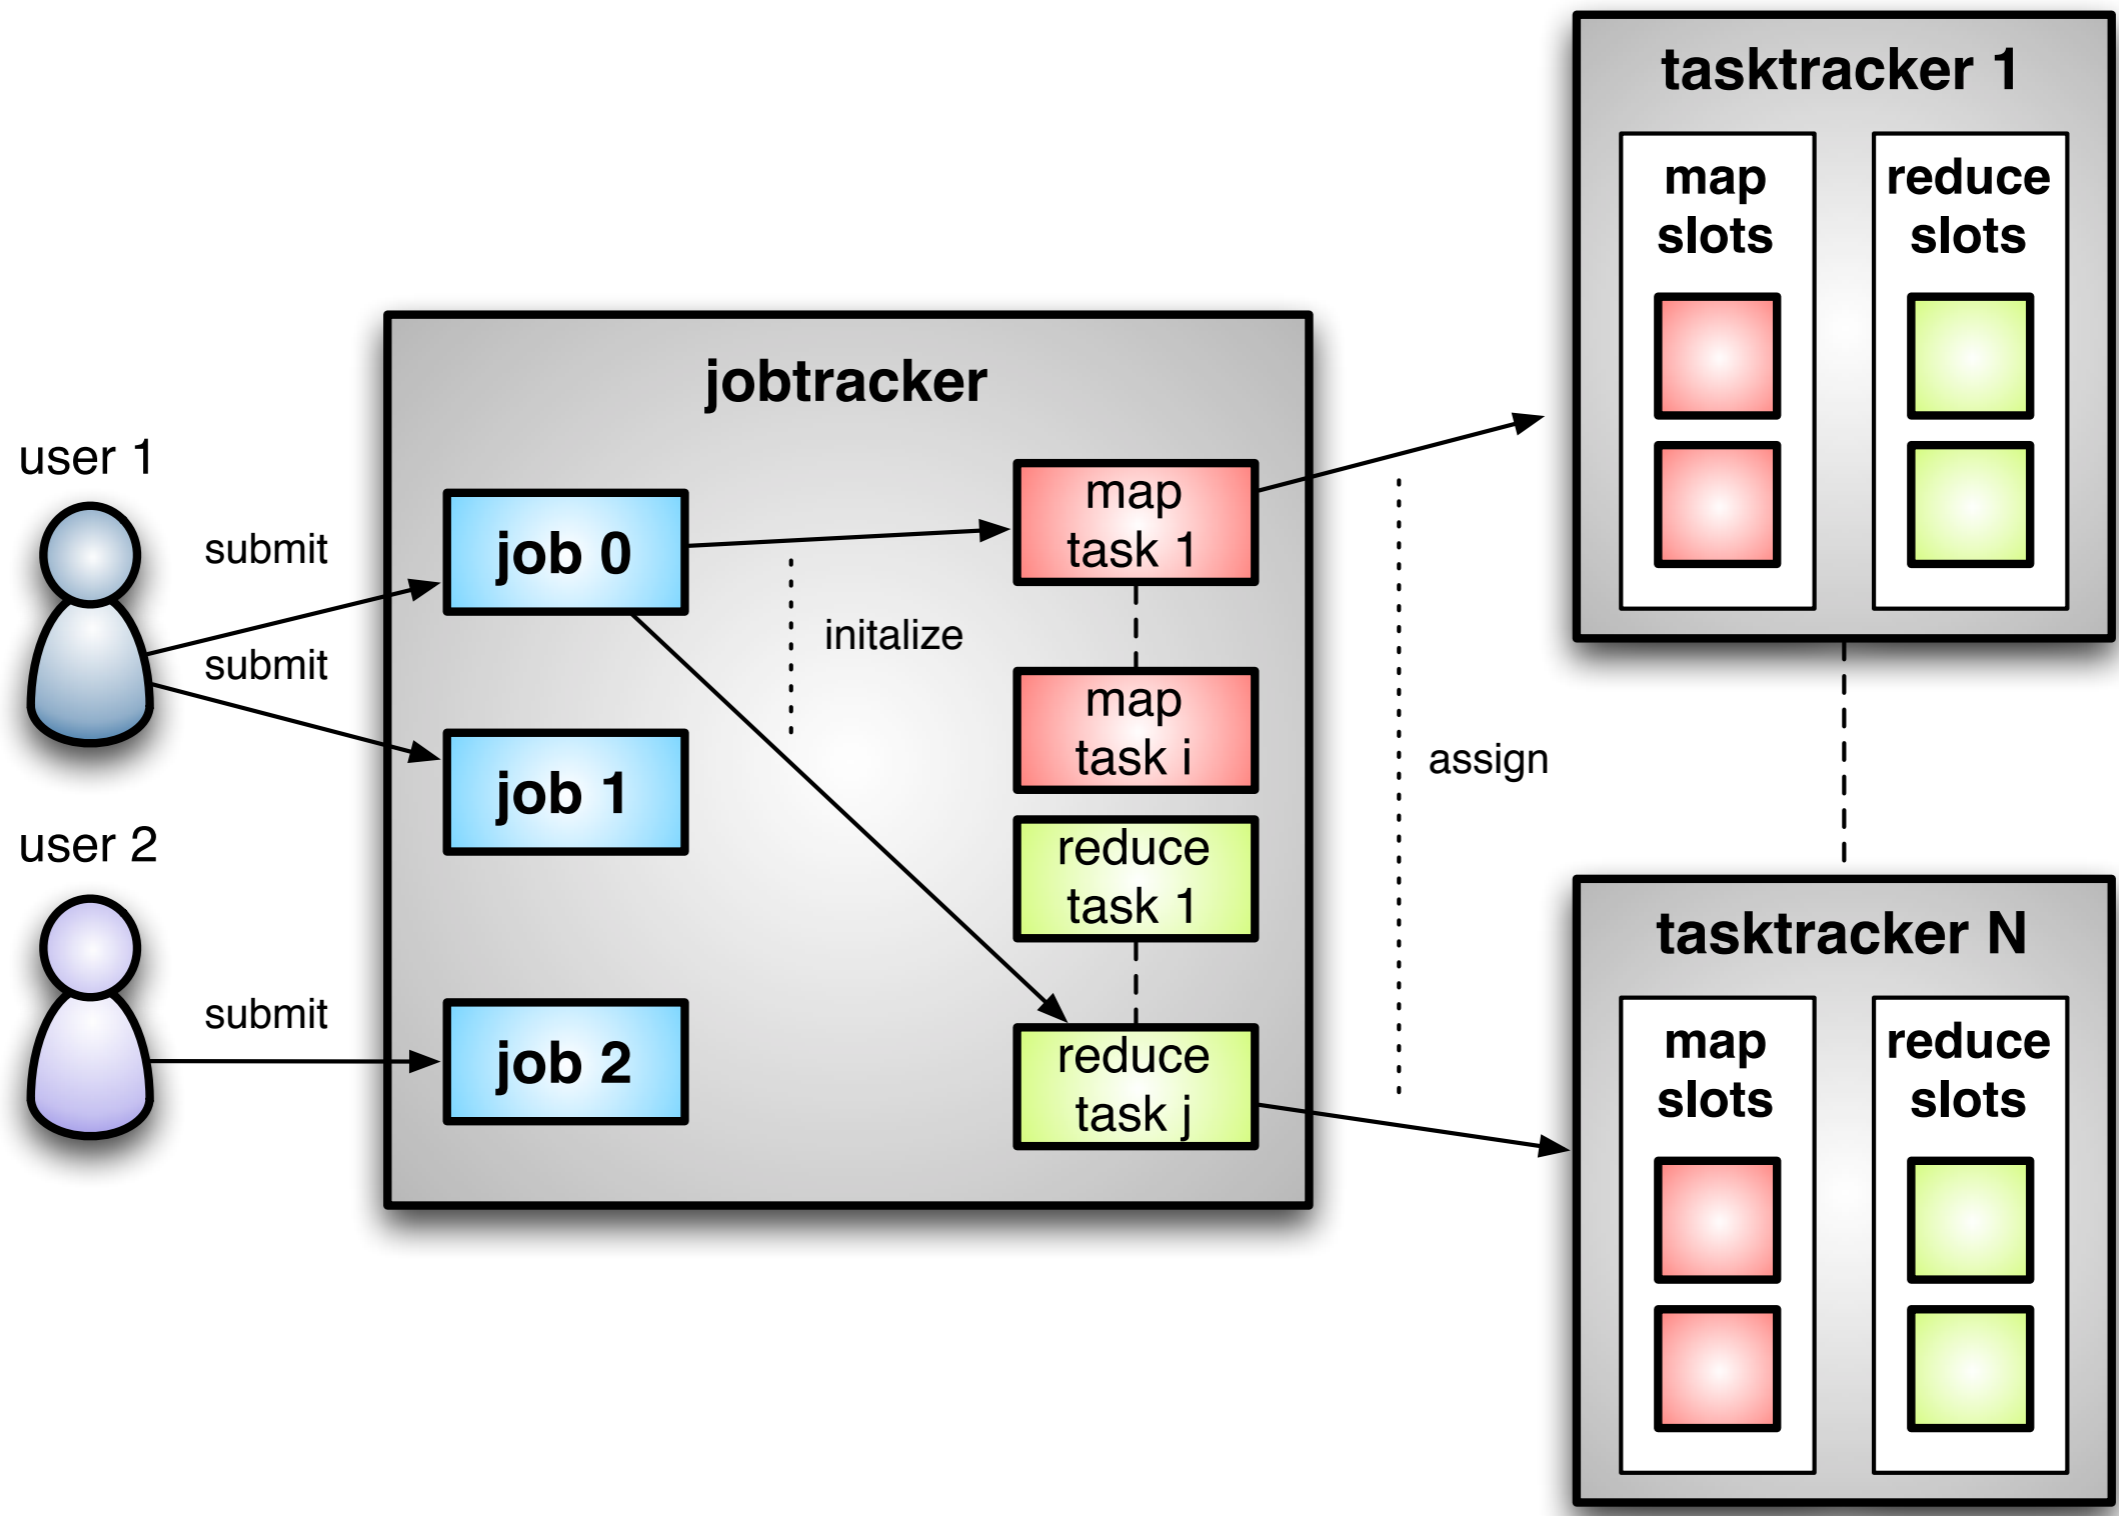 user 1
submit
submit
user 2
submit
jobtracker
job 0
job 1
job 2
initalize
map
task 1
map
task i
reduce
task 1
reduce
task j
assign
tasktracker 1
map
slots
reduce
slots
tasktracker N
map
slots
reduce
slots